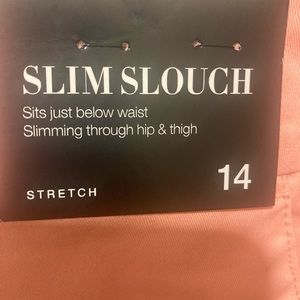 SLIM SLOUCH
Sits just below waist
Slimming through hip & thigh
STRETCH
14